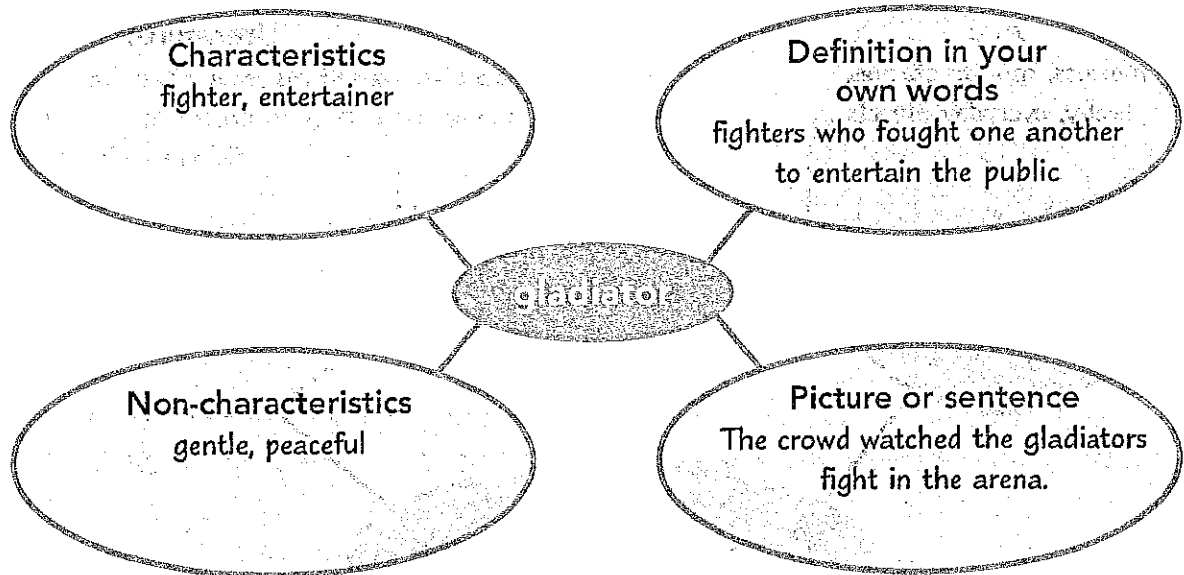 Characteristics
fighter, entertainer
Definition in your
own words
fighters who fought one another
to entertain the public
gladiator
Non-characteristics
gentle, peaceful
Picture or sentence
The crowd watched the gladiators
fight in the arena.